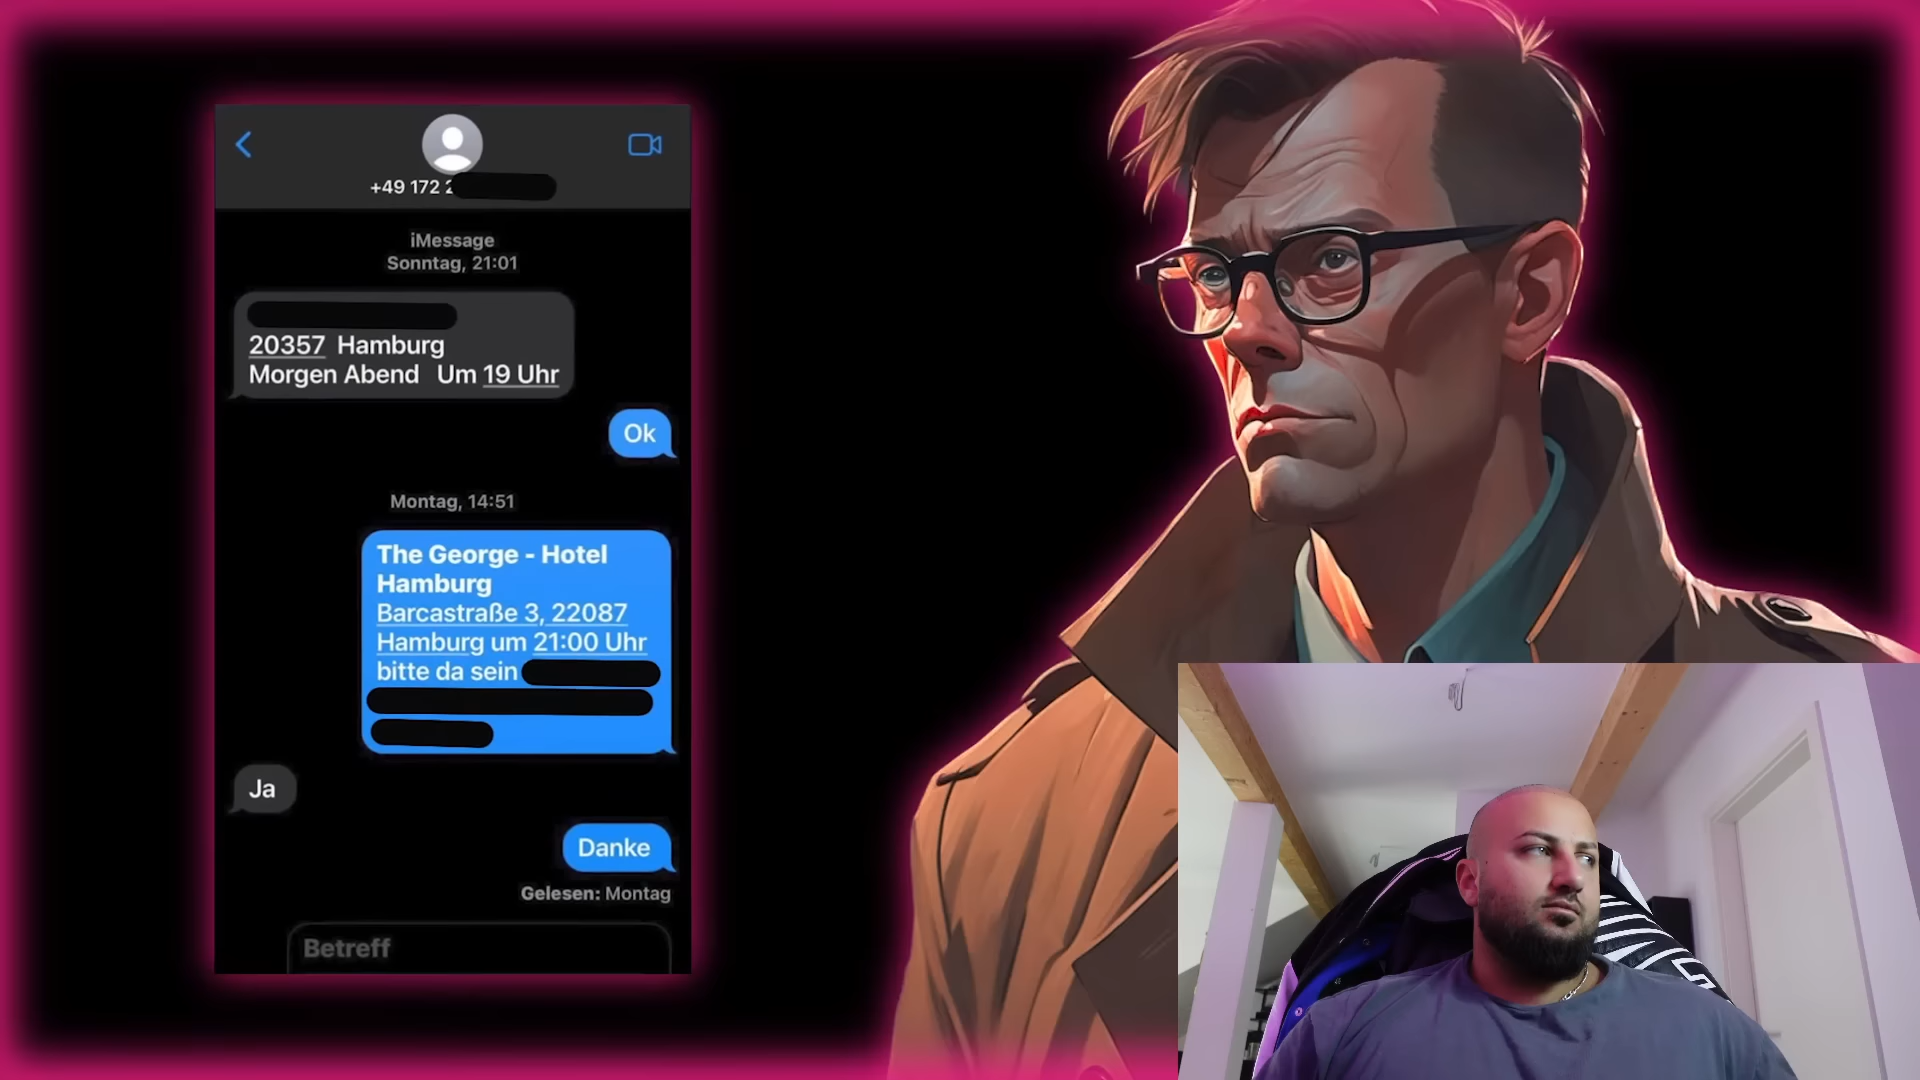 +49 172 2
iMessage
Sonntag, 21:01
20357 Hamburg
Morgen Abend Um 19 Uhr
Ok
Montag, 14:51
The George - Hotel
Hamburg
Barcastraße 3, 22087
Hamburg um 21:00 Uhr
bitte da sein
Ja
Danke
Gelesen: Montag
Betreff